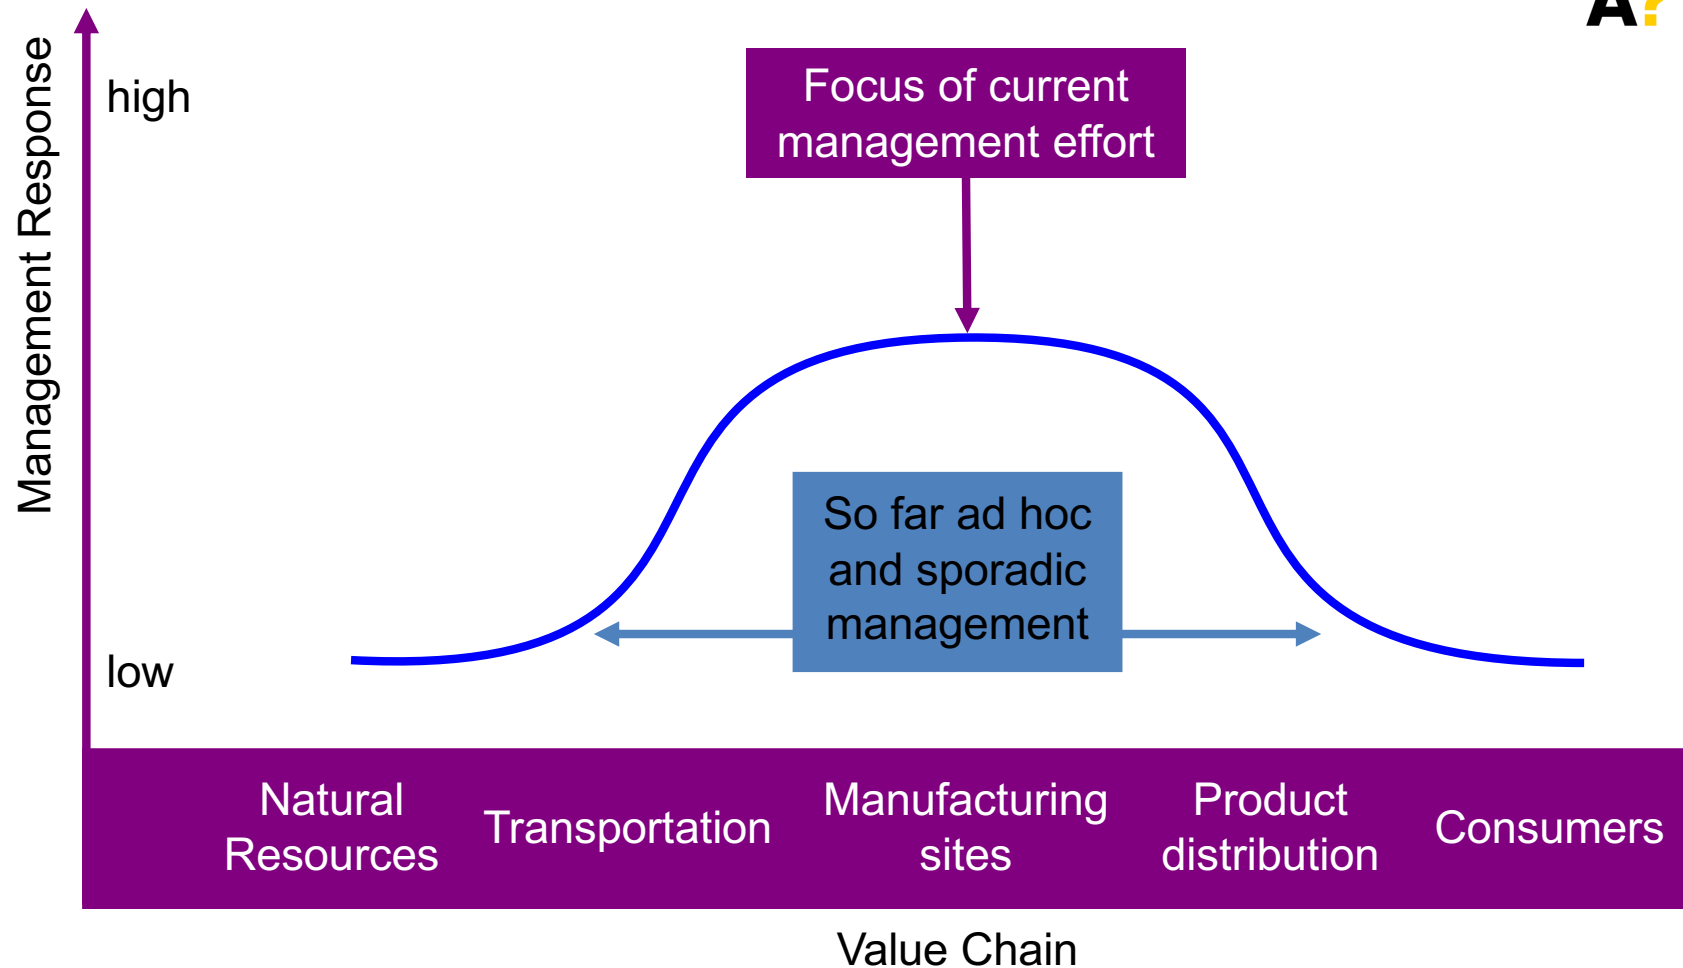 A?
Management Response
high
Focus of current
management effort
So far ad hoc
and sporadic
management
low
Natural
Resources
Transportation
Manufacturing
sites
Product
distribution
Consumers
Value Chain